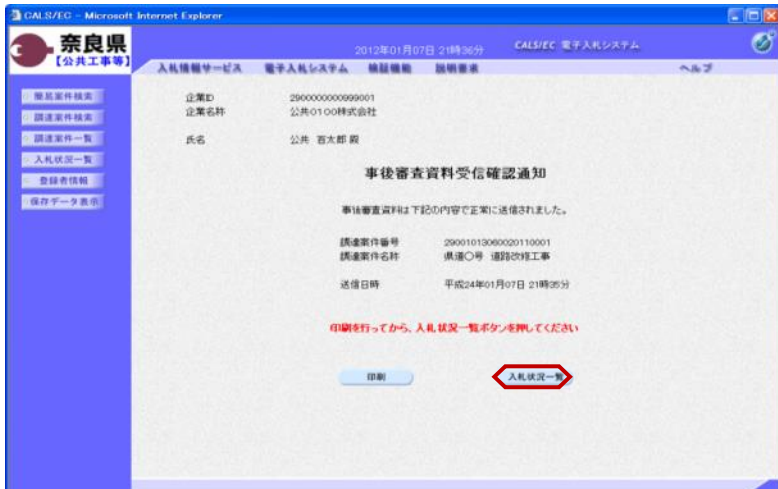 CALS/EC - Microsoft Internet Explorer
奈良県
【公共工事等】
2012年01月07日 21時36分
CALS/EC 電子入札システム
入札情報サービス 電子入札システム 検証機能 説明要求 ヘルプ
簡易案件検索
調達案件検索
調達案件一覧
入札状況一覧
登録者情報
保存データ表示
企業ID 2900000000999001
企業名称 公共0100株式会社
氏名 公共 百太郎 殿
事後審査資料受信確認通知
事後審査資料は下記の内容で正常に送信されました。
調達案件番号 29001013060020110001
調達案件名称 県道○号 道路改修工事
送信日時 平成24年01月07日 21時35分
印刷を行ってから、入札状況一覧ボタンを押してください
印刷
入札状況一覧